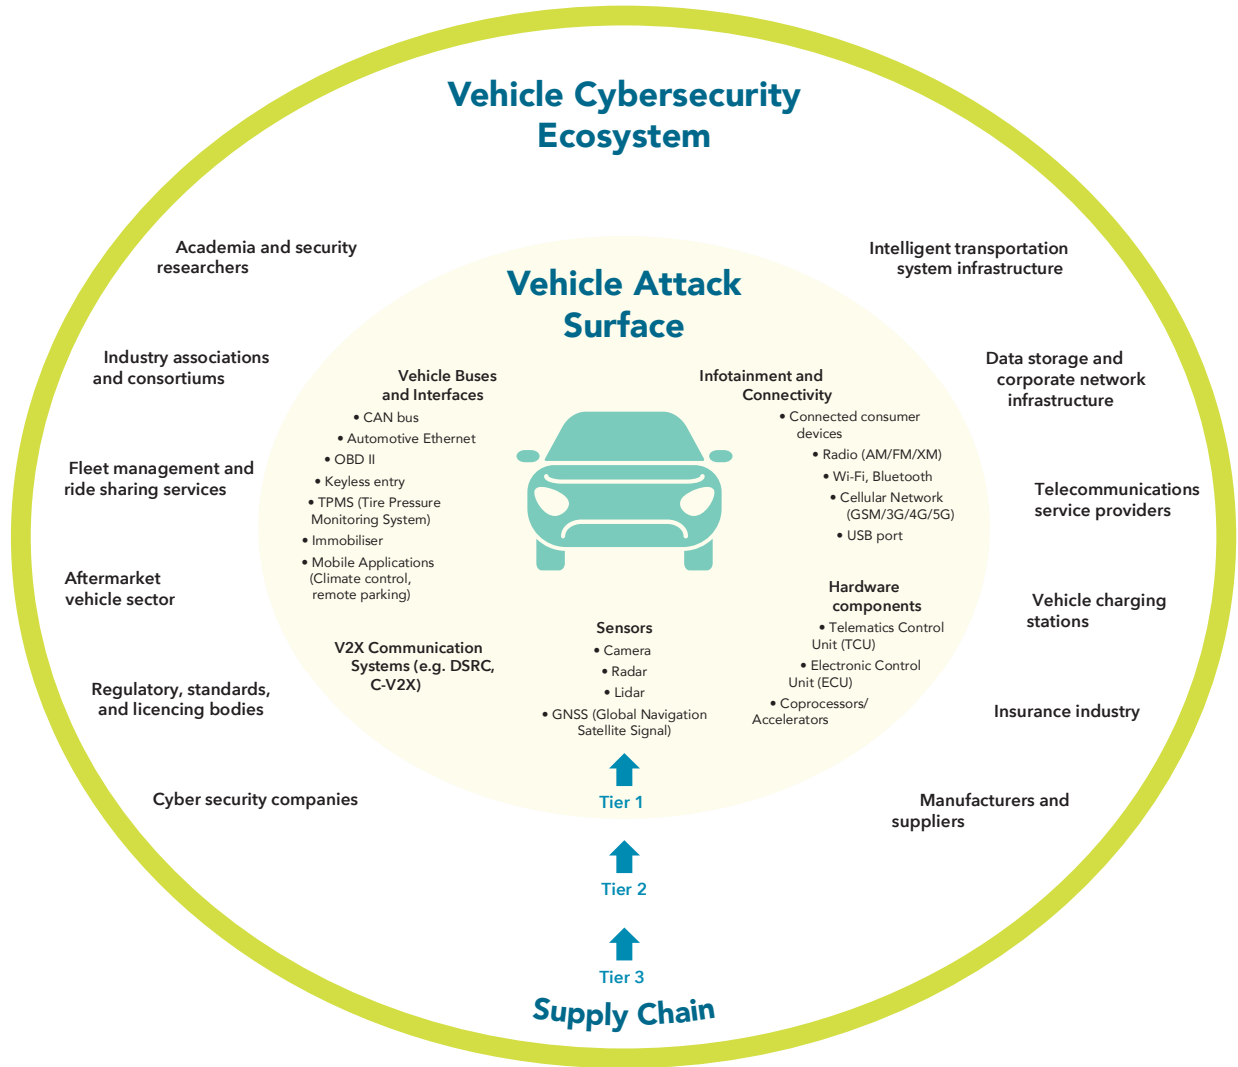 Vehicle Cybersecurity
Ecosystem
Academia and security
researchers
Industry associations
and consortiums
Fleet management and
ride sharing services
Aftermarket
vehicle sector
Regulatory, standards,
and licencing bodies
Cyber security companies
Vehicle Attack
Surface
Vehicle Buses
and Interfaces
• CAN bus
• Automotive Ethernet
• OBD II
• Keyless entry
• TPMS (Tire Pressure
Monitoring System)
• Immobiliser
• Mobile Applications
(Climate control,
remote parking)
V2X Communication
Systems (e.g. DSRC,
C-V2X)
Sensors
• Camera
• Radar
• Lidar
• GNSS (Global Navigation
Satellite Signal)
Infotainment and
Connectivity
• Connected consumer
devices
• Radio (AM/FM/XM)
• Wi-Fi, Bluetooth
• Cellular Network
(GSM/3G/4G/5G)
• USB port
Hardware
components
• Telematics Control
Unit (TCU)
• Electronic Control
Unit (ECU)
• Coprocessors/
Accelerators
Intelligent transportation
system infrastructure
Data storage and
corporate network
infrastructure
Telecommunications
service providers
Vehicle charging
stations
Insurance industry
Manufacturers and
suppliers
Tier 1
Tier 2
Tier 3
Supply Chain